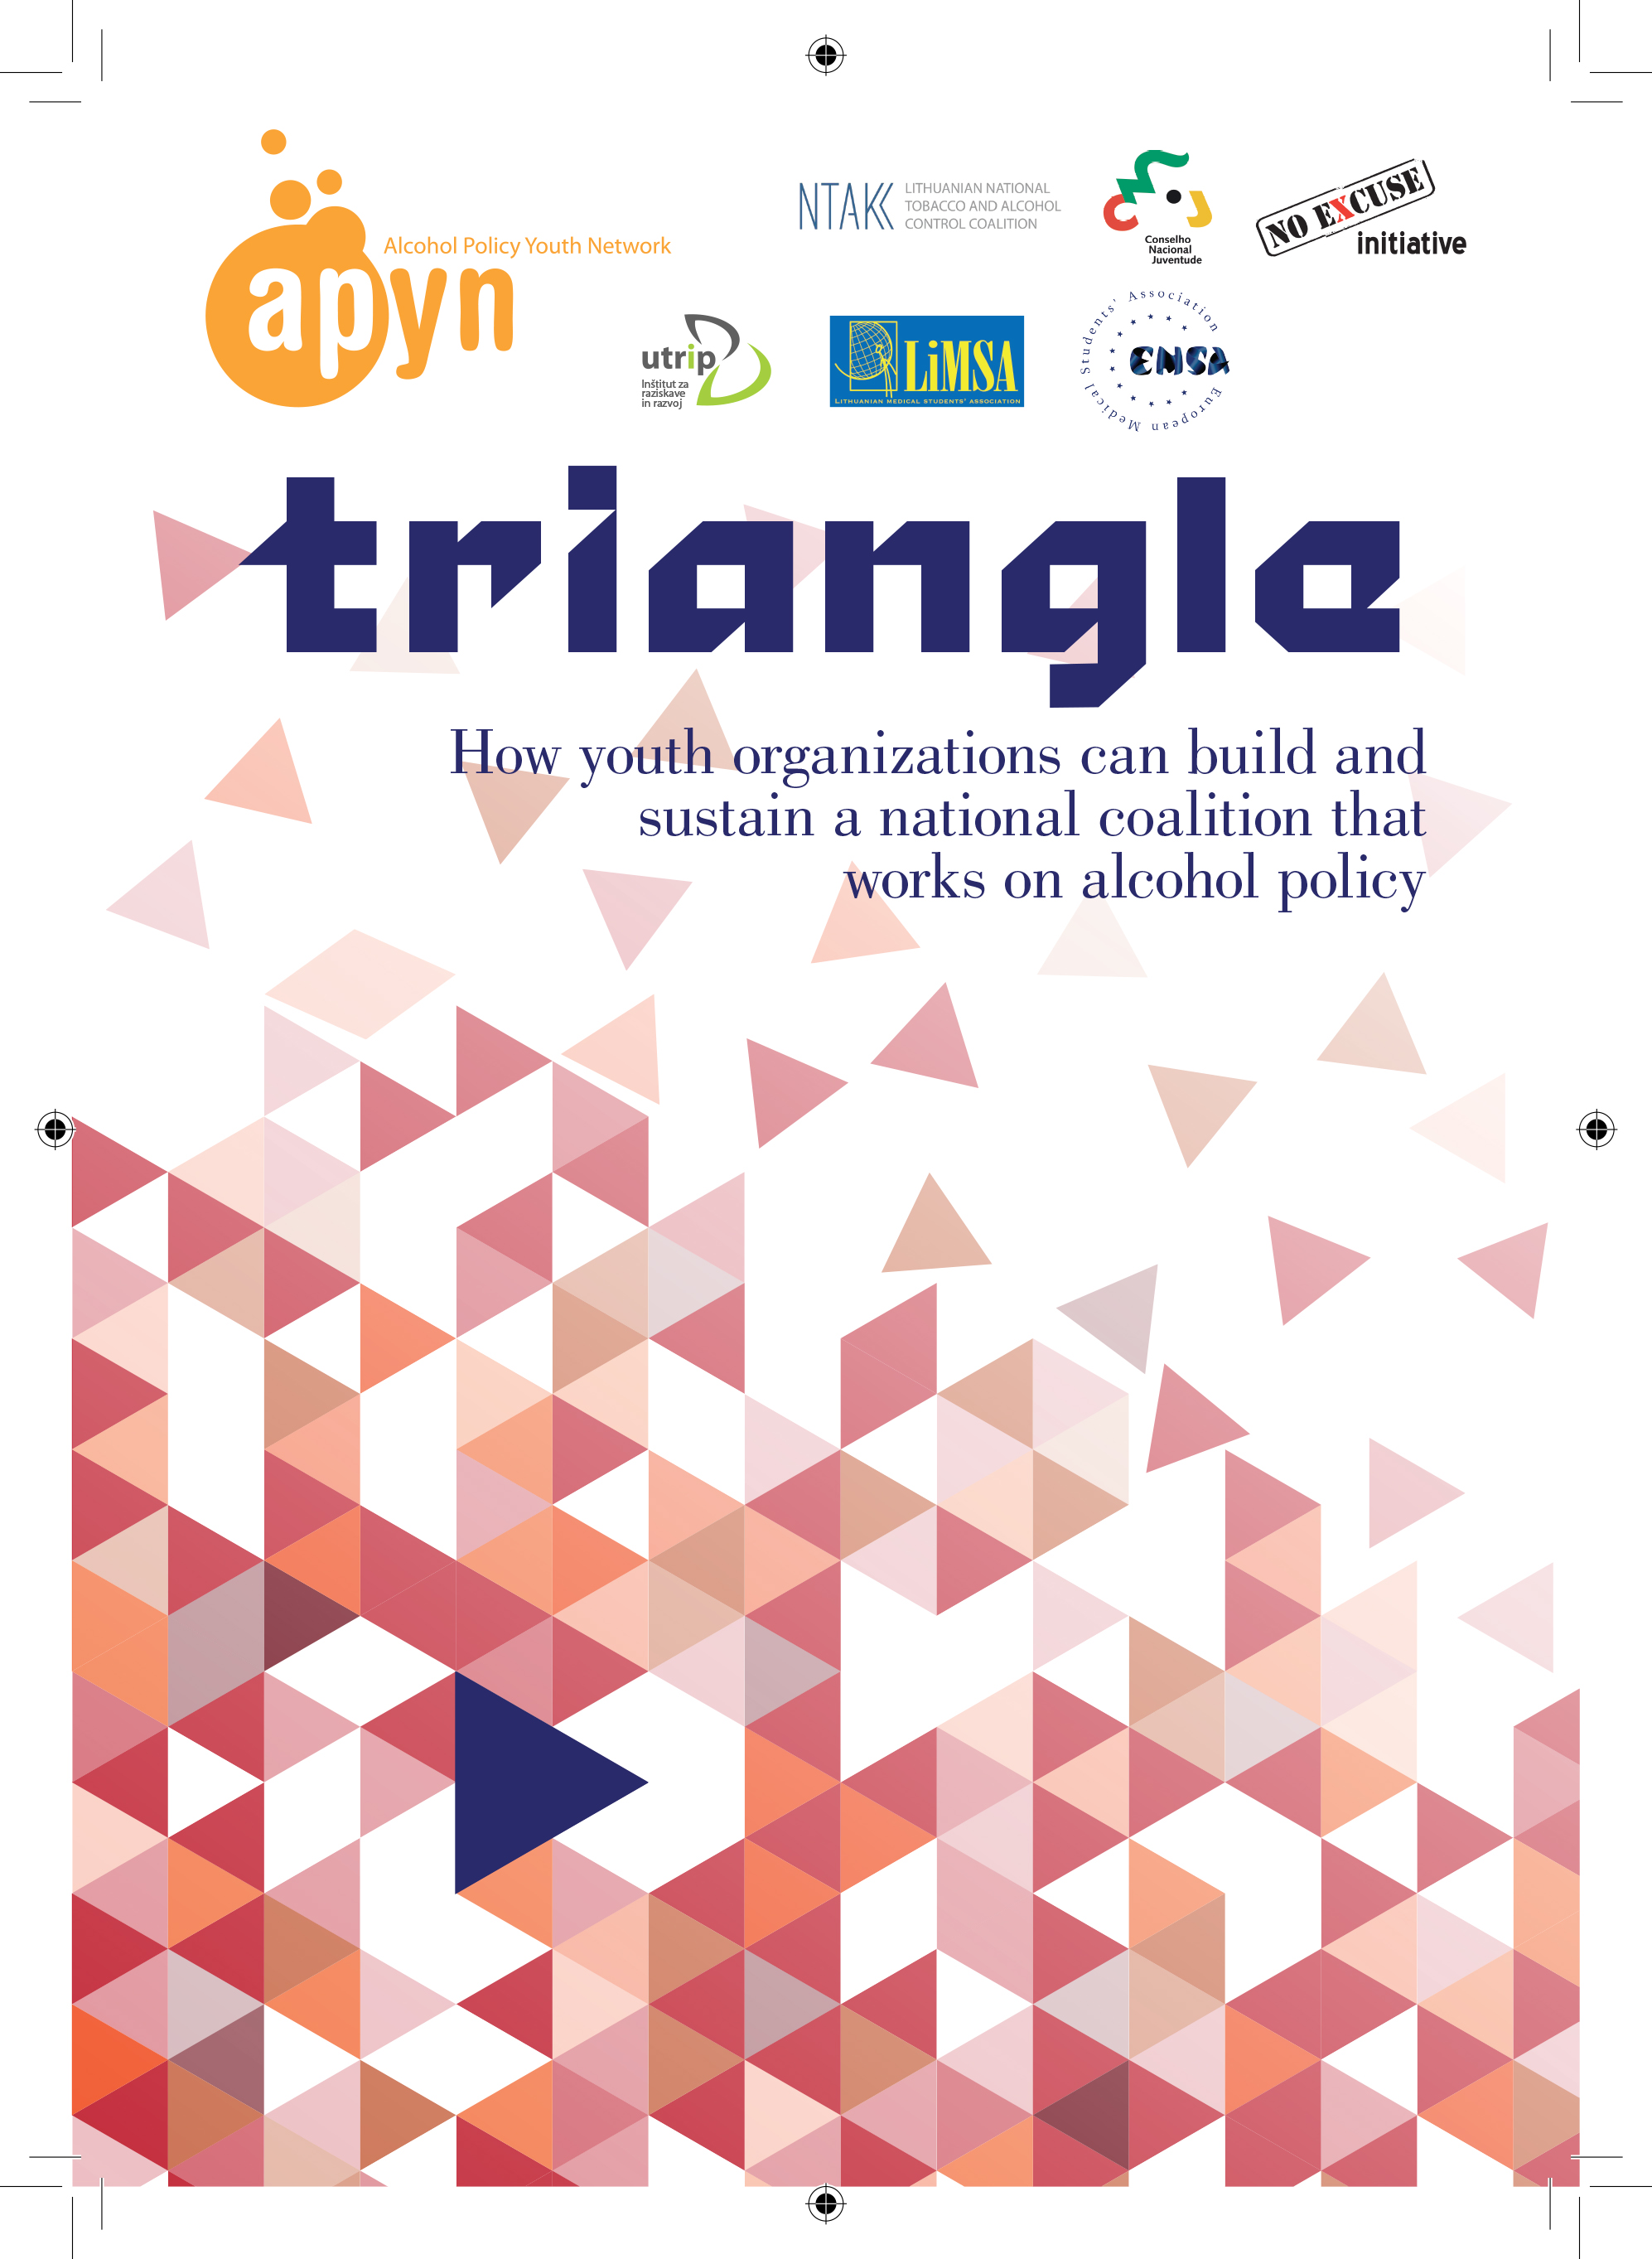 Alcohol Policy Youth Network
apyn
NTAKK LITHUANIAN NATIONAL
TOBACCO AND ALCOHOL
CONTROL COALITION
CNJ
Conselho
Nacional
Juventude
NO EXCUSE
initiative
utrip
Inštitut za
raziskave
in razvoj
LiMSA
LITHUANIAN MEDICAL STUDENTS' ASSOCIATION
European Medical Students' Association
EMSA
triangle
How youth organizations can build and
sustain a national coalition that
works on alcohol policy